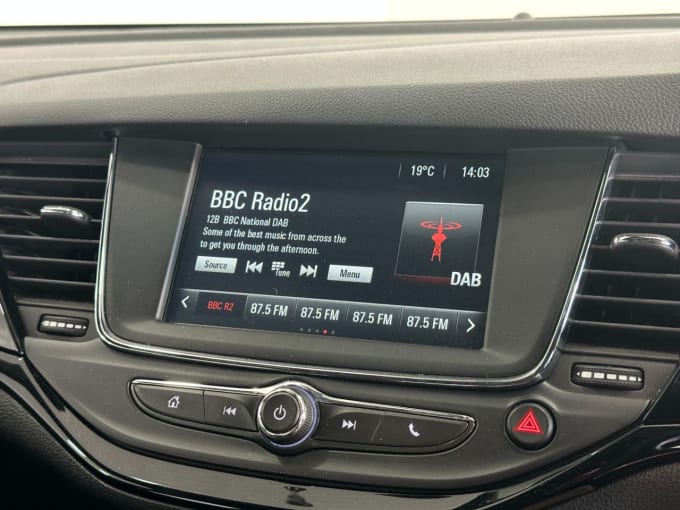 19°C 14:03
BBC Radio2
12B BBC National DAB
Some of the best music from across the
to get you through the afternoon.
Source Tune Menu
DAB
BBC R2 87.5 FM 87.5 FM 87.5 FM 87.5 FM